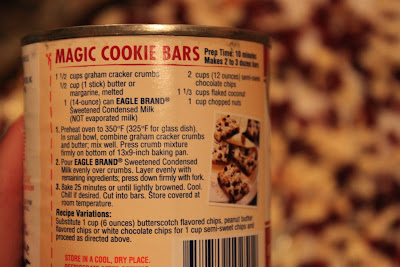 MAGIC COOKIE BARS
Prep Time: 10 minutes
Makes 2 to 3 dozen bars
1 1/2 cups graham cracker crumbs
1/2 cup (1 stick) butter or
margarine, melted
1 (14-ounce) can EAGLE BRAND®
Sweetened Condensed
Milk
(NOT evaporated milk)
2 cups (12 ounces) semi-sweet
chocolate chips
1 1/3 cups flaked coconut
1 cup chopped nuts
1. Preheat oven to 350°F (325°F for glass dish).
In small bowl, combine graham cracker crumbs
and butter; mix well. Press crumb mixture
firmly on bottom of 13x9-inch baking pan.
2. Pour EAGLE BRAND® Sweetened Condensed
Milk evenly over crumbs. Layer evenly with
remaining ingredients; press down firmly with fork.
3. Bake 25 minutes or until lightly browned. Cool.
Chill if desired. Cut into bars. Store covered at
room temperature.
Recipe Variations:
Substitute 1 cup (6 ounces) butterscotch flavored chips, peanut butter
flavored chips or white chocolate chips for 1 cup semi-sweet chips and
proceed as directed above.
STORE IN A COOL, DRY PLACE.